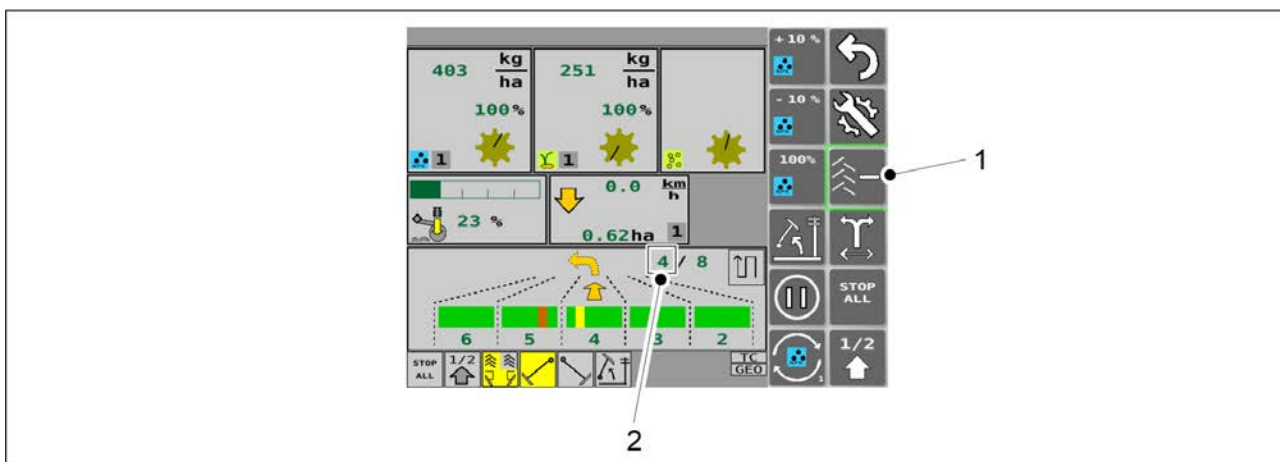 403 kg/ha
251 kg/ha
100 %
100 %
1
1
23 %
0.0 km/h
0.62ha 1
4 / 8
6 5 4 3 2
STOP ALL
1/2
TC
GEO
+ 10 %
- 10 %
100%
STOP ALL
1/2
1
1
2